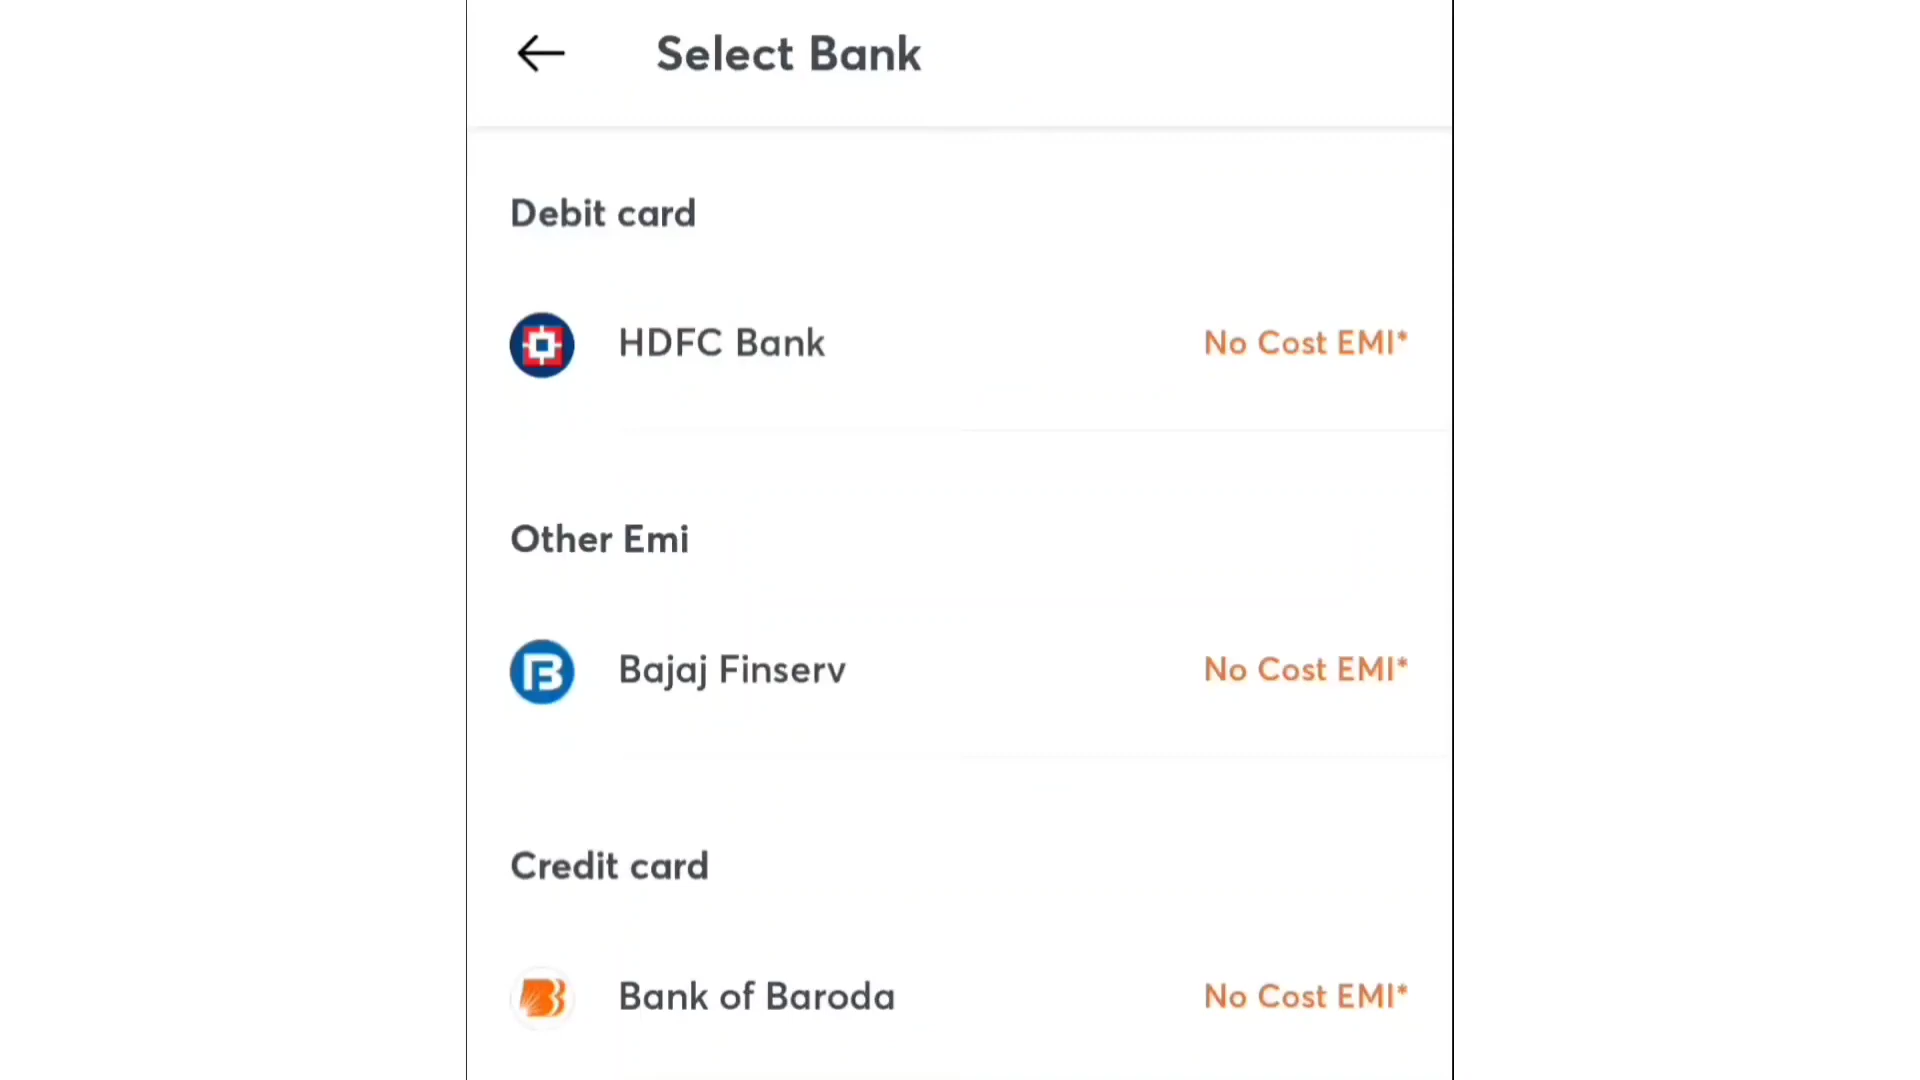 Select Bank
Debit card
HDFC Bank No Cost EMI*
Other Emi
Bajaj Finserv No Cost EMI*
Credit card
Bank of Baroda No Cost EMI*